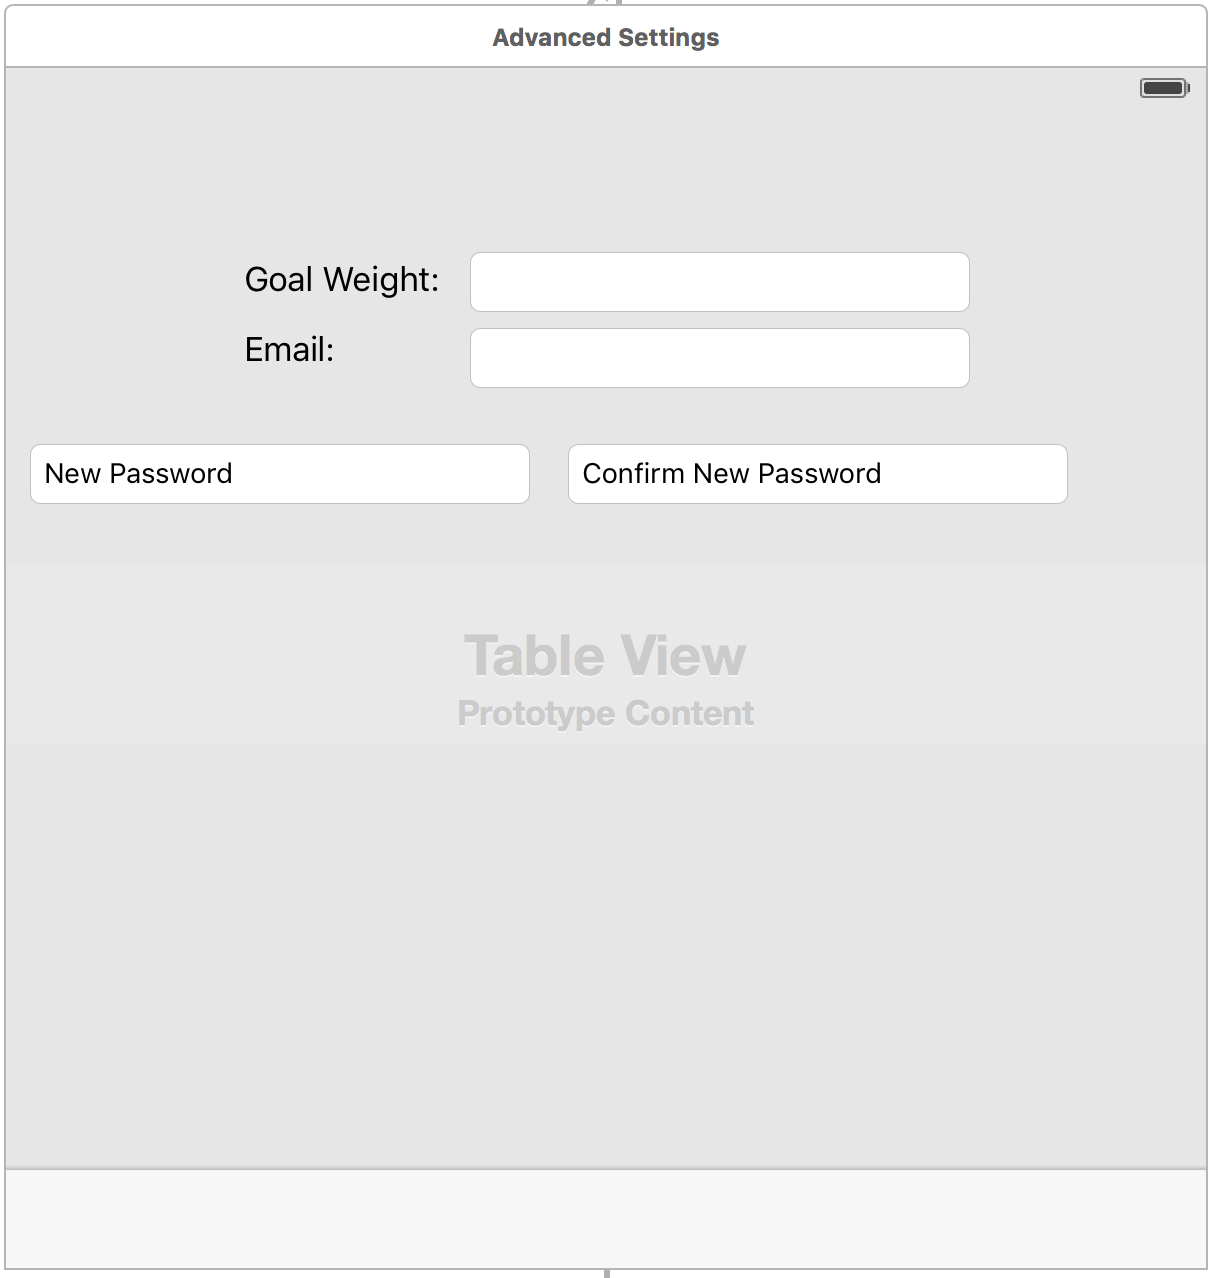 Advanced Settings
Goal Weight:
Email:
New Password
Confirm New Password
Table View
Prototype Content